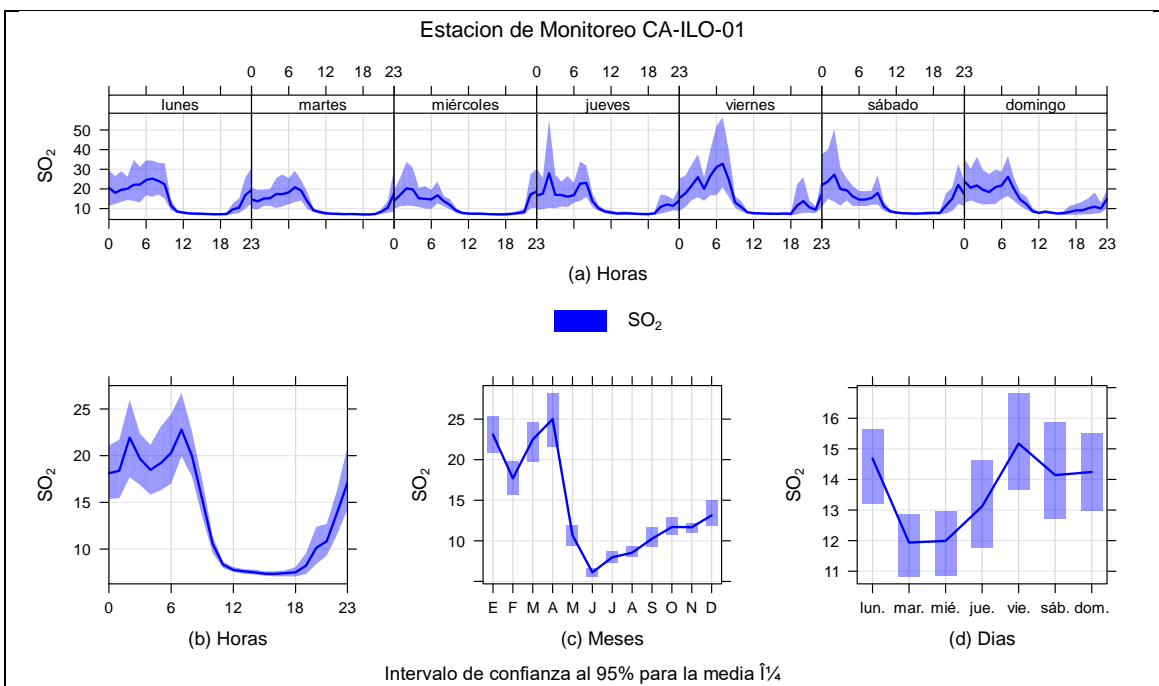 Estacion de Monitoreo CA-ILO-01
0 6 12 18 23 0 6 12 18 23 0 6 12 18 23
lunes martes miércoles jueves viernes sábado domingo
50
40
30
20
10
SO₂
0 6 12 18 23 0 6 12 18 23 0 6 12 18 23 0 6 12 18 23
(a) Horas
SO₂
25
20
15
10
SO₂
0 6 12 18 23
(b) Horas
25
20
15
10
SO₂
E F M A M J J A S O N D
(c) Meses
16
15
14
13
12
11
SO₂
lun. mar. mié. jue. vie. sáb. dom.
(d) Dias
Intervalo de confianza al 95% para la media Î¼